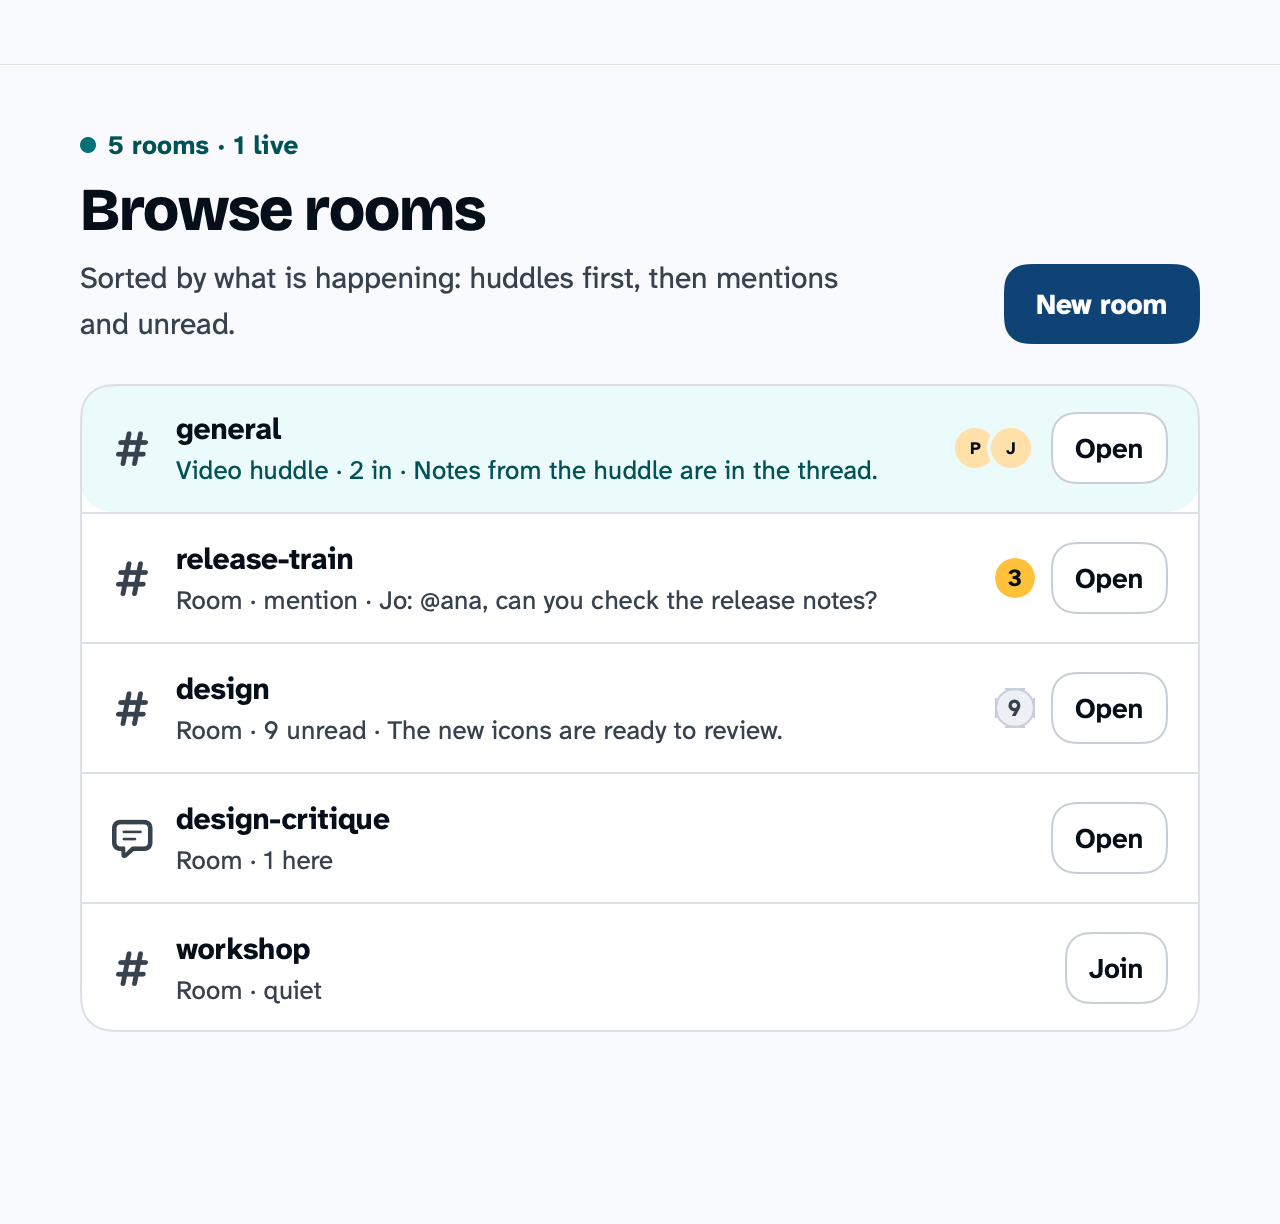 5 rooms · 1 live
Browse rooms
Sorted by what is happening: huddles first, then mentions
and unread.
New room
general
Video huddle · 2 in · Notes from the huddle are in the thread.
P J
Open
release-train
Room · mention · Jo: @ana, can you check the release notes?
3
Open
design
Room · 9 unread · The new icons are ready to review.
9
Open
design-critique
Room · 1 here
Open
workshop
Room · quiet
Join